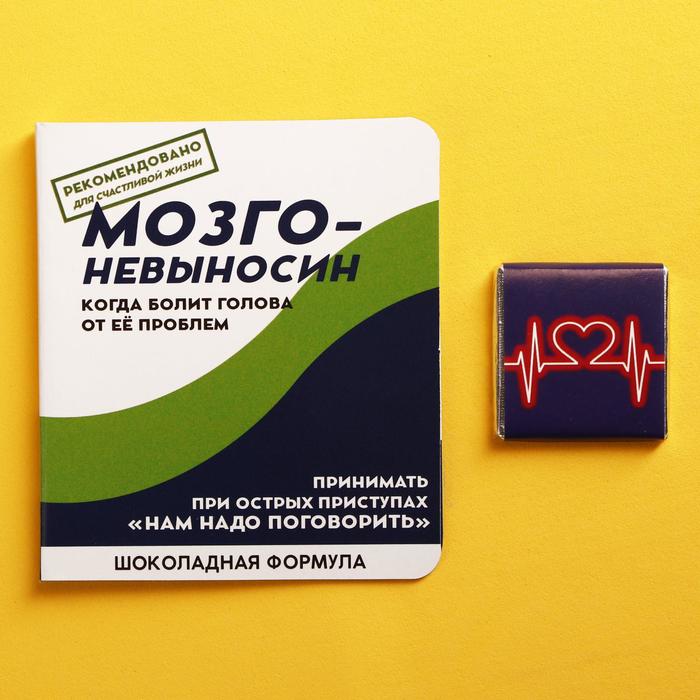 РЕКОМЕНДОВАНО
ДЛЯ СЧАСТЛИВОЙ ЖИЗНИ
МОЗГО-
НЕВЫНОСИН
КОГДА БОЛИТ ГОЛОВА
ОТ ЕЁ ПРОБЛЕМ
ПРИНИМАТЬ
ПРИ ОСТРЫХ ПРИСТУПАХ
«НАМ НАДО ПОГОВОРИТЬ»
ШОКОЛАДНАЯ ФОРМУЛА